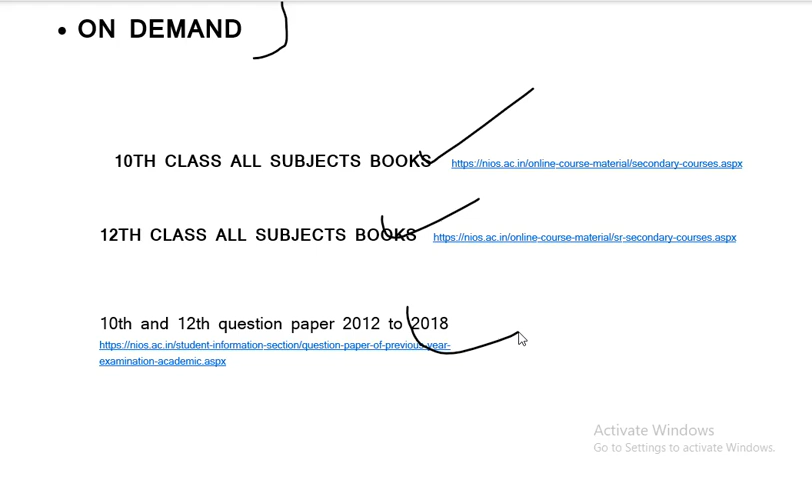 • ON DEMAND
10TH CLASS ALL SUBJECTS BOOKS https://nios.ac.in/online-course-material/secondary-courses.aspx
12TH CLASS ALL SUBJECTS BOOKS https://nios.ac.in/online-course-material/sr-secondary-courses.aspx
10th and 12th question paper 2012 to 2018
https://nios.ac.in/student-information-section/question-paper-of-previous-year-
examination-academic.aspx
Activate Windows
Go to Settings to activate Windows.